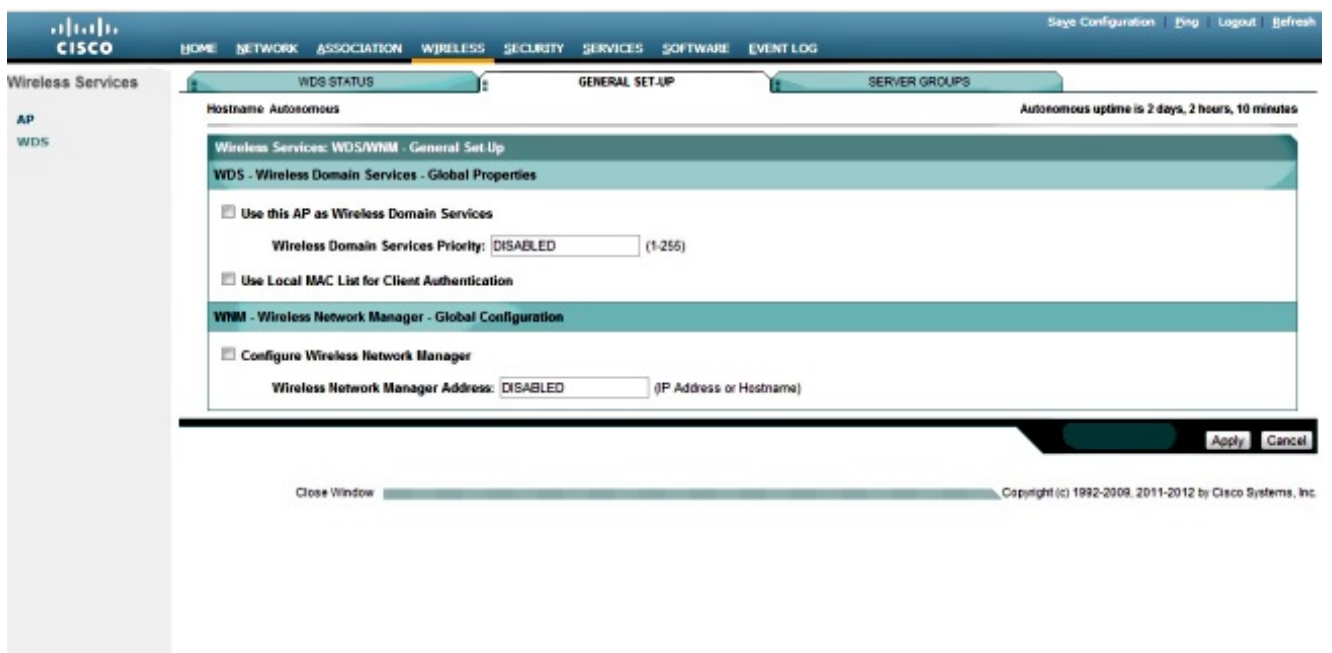 Save Configuration | Ping | Logout | Refresh
CISCO
HOME NETWORK ASSOCIATION WIRELESS SECURITY SERVICES SOFTWARE EVENT LOG
Wireless Services
AP
WDS
WDS STATUS GENERAL SET-UP SERVER GROUPS
Hostname Autonomous Autonomous uptime is 2 days, 2 hours, 10 minutes
Wireless Services: WDS/WNM - General Set-Up
WDS - Wireless Domain Services - Global Properties
Use this AP as Wireless Domain Services
Wireless Domain Services Priority: DISABLED (1-255)
Use Local MAC List for Client Authentication
WNM - Wireless Network Manager - Global Configuration
Configure Wireless Network Manager
Wireless Network Manager Address: DISABLED (IP Address or Hostname)
Apply Cancel
Close Window Copyright (c) 1992-2009, 2011-2012 by Cisco Systems, Inc.